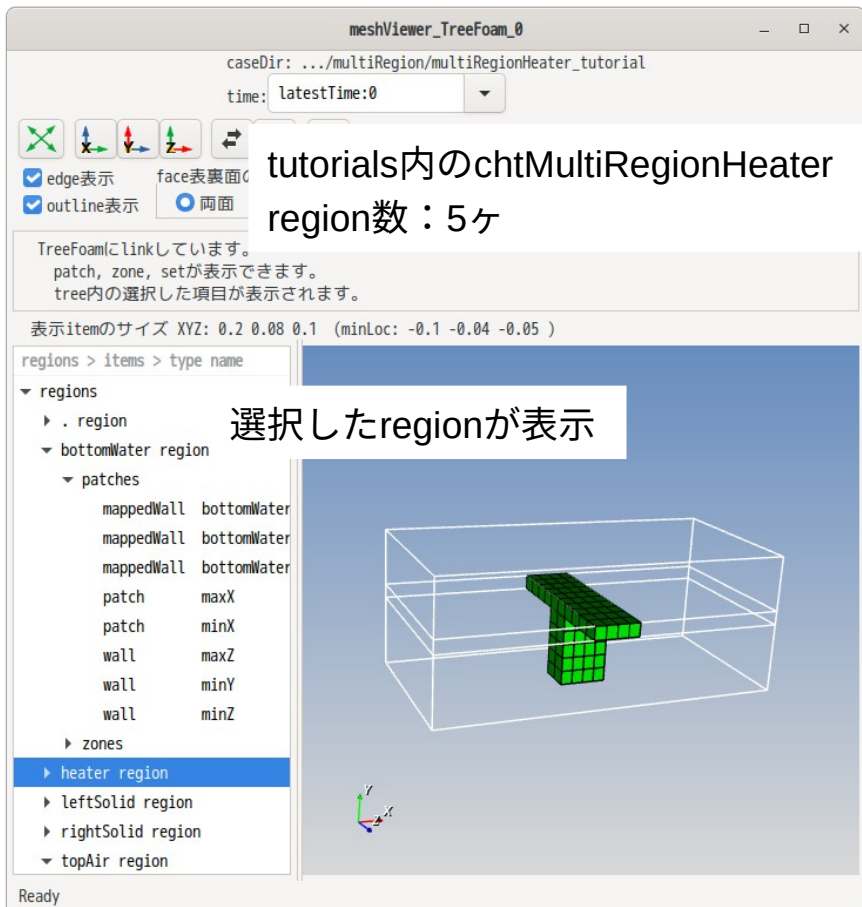 meshViewer_TreeFoam_0
caseDir: .../multiRegion/multiRegionHeater_tutorial
time: latestTime:0
X Y Z
tutorials内のchtMultiRegionHeater
region数：5ヶ
edge表示 face表裏面の
outline表示 両面
TreeFoamにlinkしています。
patch, zone, setが表示できます。
tree内の選択した項目が表示されます。
表示itemのサイズ XYZ: 0.2 0.08 0.1 (minLoc: -0.1 -0.04 -0.05 )
regions > items > type name
regions
. region
選択したregionが表示
bottomWater region
patches
mappedWall bottomWater
mappedWall bottomWater
mappedWall bottomWater
patch maxX
patch minX
wall maxZ
wall minY
wall minZ
zones
heater region
leftSolid region
rightSolid region
topAir region
Y
X
Z
Ready